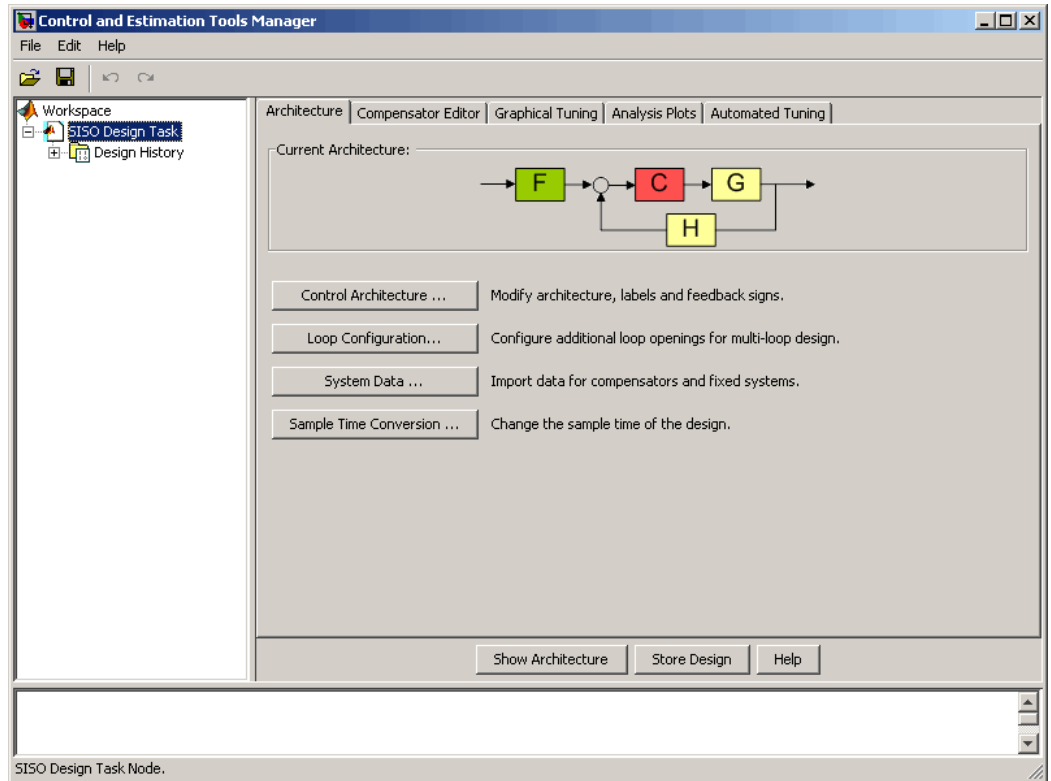 Control and Estimation Tools Manager
File Edit Help
Workspace
SISO Design Task
Design History
Architecture Compensator Editor Graphical Tuning Analysis Plots Automated Tuning
Current Architecture:
F C G
H
Control Architecture ... Modify architecture, labels and feedback signs.
Loop Configuration... Configure additional loop openings for multi-loop design.
System Data ... Import data for compensators and fixed systems.
Sample Time Conversion ... Change the sample time of the design.
Show Architecture Store Design Help
SISO Design Task Node.